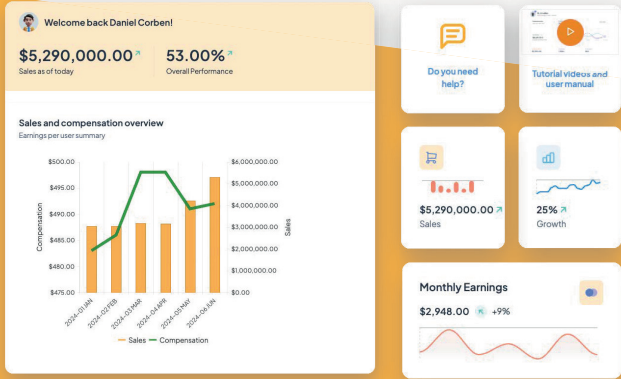 Welcome back Daniel Corben!
$5,290,000.00
Sales as of today
53.00%
Overall Performance
Sales and compensation overview
Earnings per user summary
$500.00
$495.00
$490.00
$485.00
$480.00
$475.00
Compensation
$6,000,000.00
$5,000,000.00
$4,000,000.00
$3,000,000.00
$2,000,000.00
$1,000,000.00
$0.00
Sales
2024-01 JAN
2024-02 FEB
2024-03 MAR
2024-04 APR
2024-05 MAY
2024-06 JUN
Sales
Compensation
Do you need
help?
Tutorial videos and
user manual
$5,290,000.00
Sales
25%
Growth
Monthly Earnings
$2,948.00
+9%